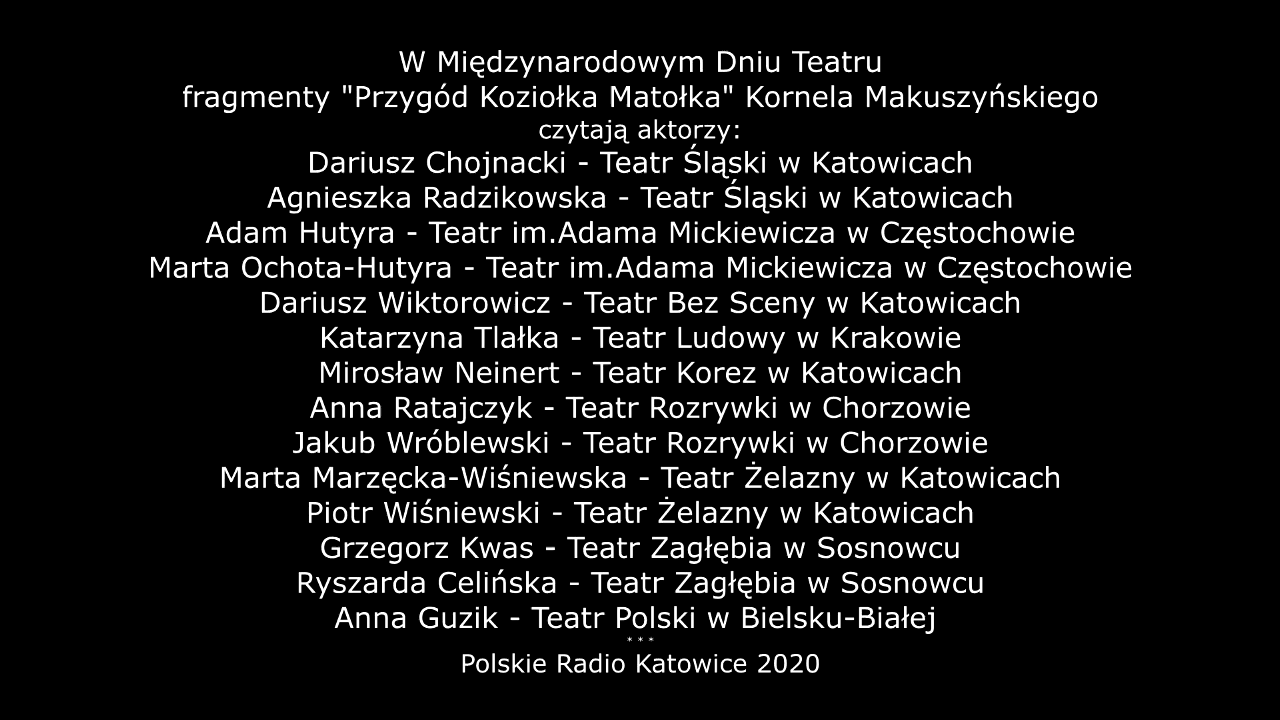 W Międzynarodowym Dniu Teatru
fragmenty "Przygód Koziołka Matołka" Kornela Makuszyńskiego
czytają aktorzy:
Dariusz Chojnacki - Teatr Śląski w Katowicach
Agnieszka Radzikowska - Teatr Śląski w Katowicach
Adam Hutyra - Teatr im.Adama Mickiewicza w Częstochowie
Marta Ochota-Hutyra - Teatr im.Adama Mickiewicza w Częstochowie
Dariusz Wiktorowicz - Teatr Bez Sceny w Katowicach
Katarzyna Tlałka - Teatr Ludowy w Krakowie
Mirosław Neinert - Teatr Korez w Katowicach
Anna Ratajczyk - Teatr Rozrywki w Chorzowie
Jakub Wróblewski - Teatr Rozrywki w Chorzowie
Marta Marzęcka-Wiśniewska - Teatr Żelazny w Katowicach
Piotr Wiśniewski - Teatr Żelazny w Katowicach
Grzegorz Kwas - Teatr Zagłębia w Sosnowcu
Ryszarda Celińska - Teatr Zagłębia w Sosnowcu
Anna Guzik - Teatr Polski w Bielsku-Białej
* * *
Polskie Radio Katowice 2020